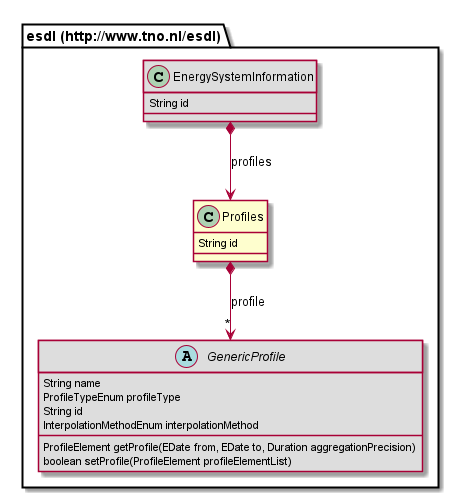 esdl (http://www.tno.nl/esdl)
C EnergySystemInformation
String id
profiles
C Profiles
String id
profile
*
A GenericProfile
String name
ProfileTypeEnum profileType
String id
InterpolationMethodEnum interpolationMethod
ProfileElement getProfile(EDate from, EDate to, Duration aggregationPrecision)
boolean setProfile(ProfileElement profileElementList)